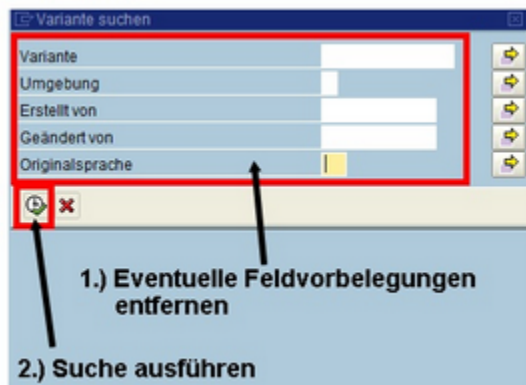 Variante suchen
Variante
Umgebung
Erstellt von
Geändert von
Originalsprache
1.) Eventuelle Feldvorbelegungen
entfernen
2.) Suche ausführen